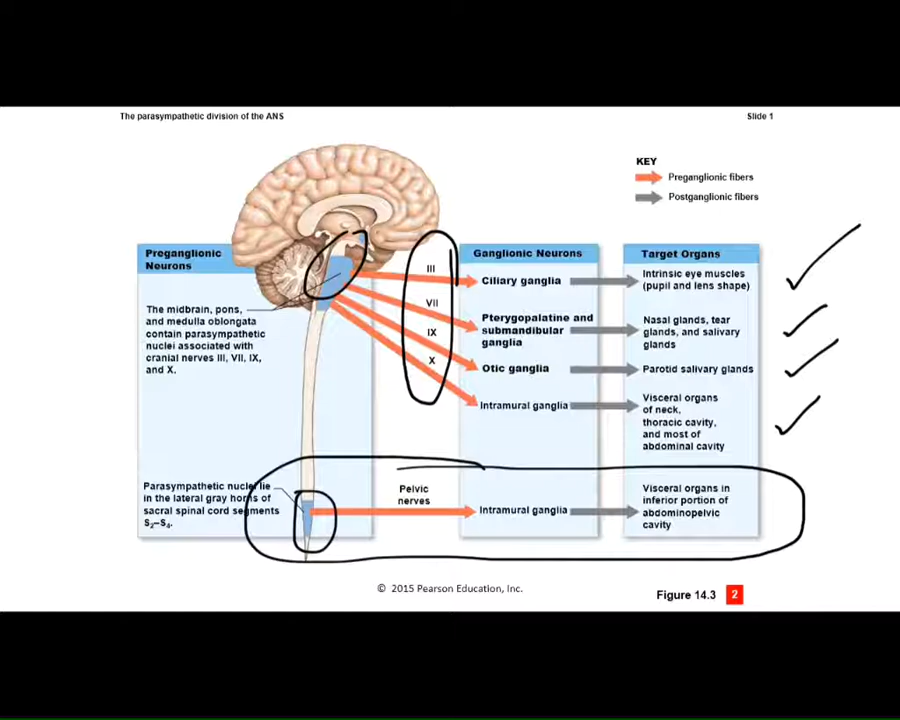 The parasympathetic division of the ANS
Slide 1
KEY
Preganglionic fibers
Postganglionic fibers
Preganglionic
Neurons
Ganglionic Neurons
Target Organs
The midbrain, pons,
and medulla oblongata
contain parasympathetic
nuclei associated with
cranial nerves III, VII, IX,
and X.
III
VII
IX
X
Ciliary ganglia
Pterygopalatine and
submandibular
ganglia
Otic ganglia
Intramural ganglia
Intrinsic eye muscles
(pupil and lens shape)
Nasal glands, tear
glands, and salivary
glands
Parotid salivary glands
Visceral organs
of neck,
thoracic cavity,
and most of
abdominal cavity
Parasympathetic nuclei lie
in the lateral gray horns of
sacral spinal cord segments
S₂–S₄.
Pelvic
nerves
Intramural ganglia
Visceral organs in
inferior portion of
abdominopelvic
cavity
© 2015 Pearson Education, Inc.
Figure 14.3 2